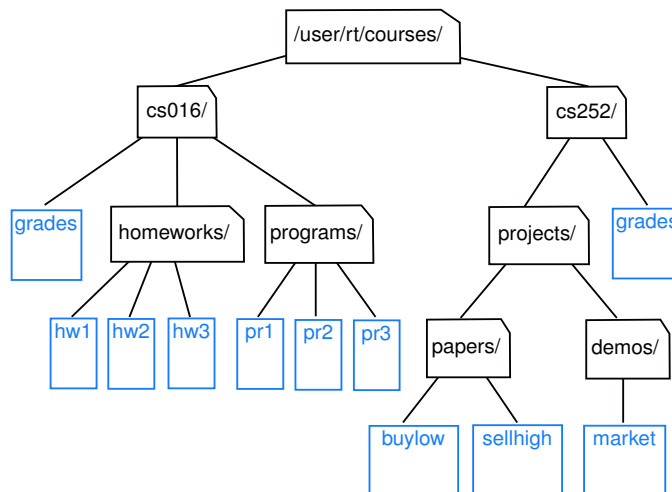 /user/rt/courses/
cs016/
cs252/
grades
homeworks/
programs/
projects/
grades
hw1
hw2
hw3
pr1
pr2
pr3
papers/
demos/
buylow
sellhigh
market